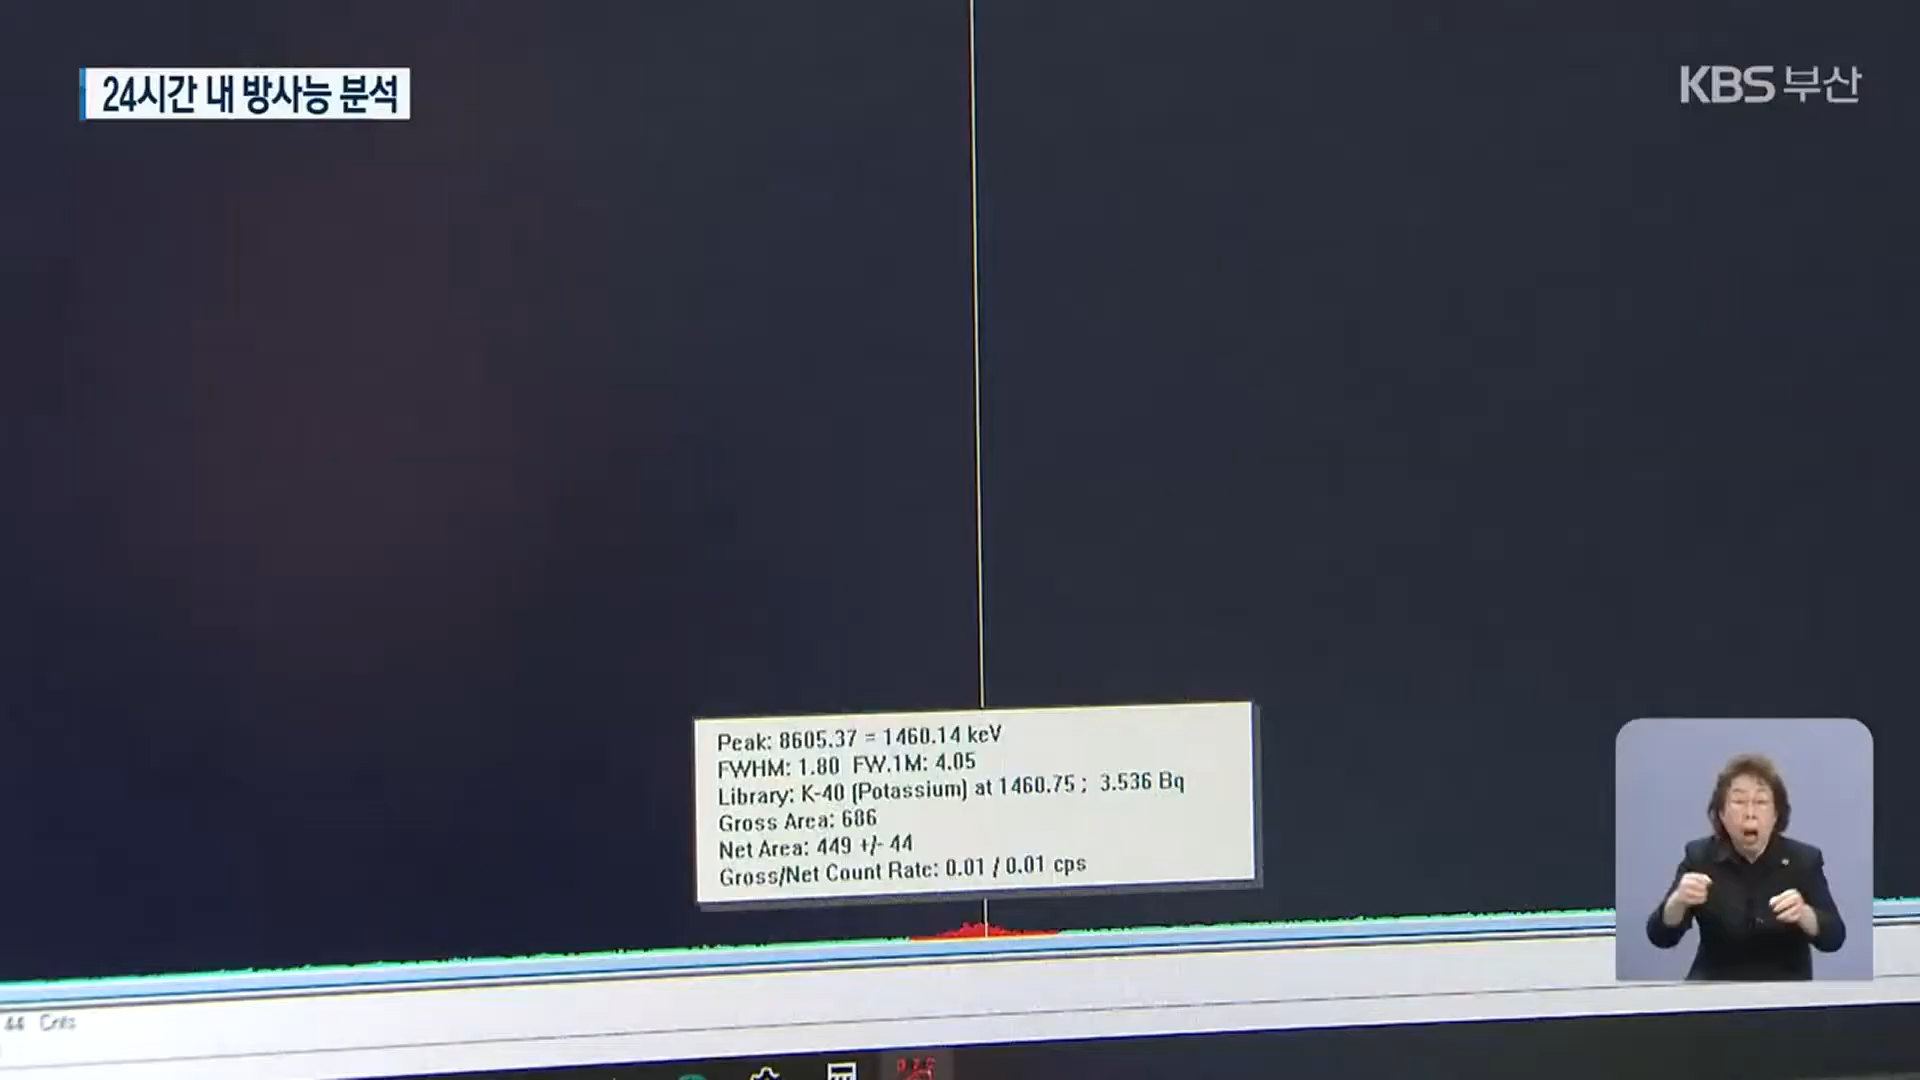 24시간 내 방사능 분석
KBS 부산
Peak: 8605.37 = 1460.14 keV
FWHM: 1.80 FW.1M: 4.05
Library: K-40 (Potassium) at 1460.75 ; 3.536 Bq
Gross Area: 686
Net Area: 449 +/- 44
Gross/Net Count Rate: 0.01 / 0.01 cps
44 Cnts